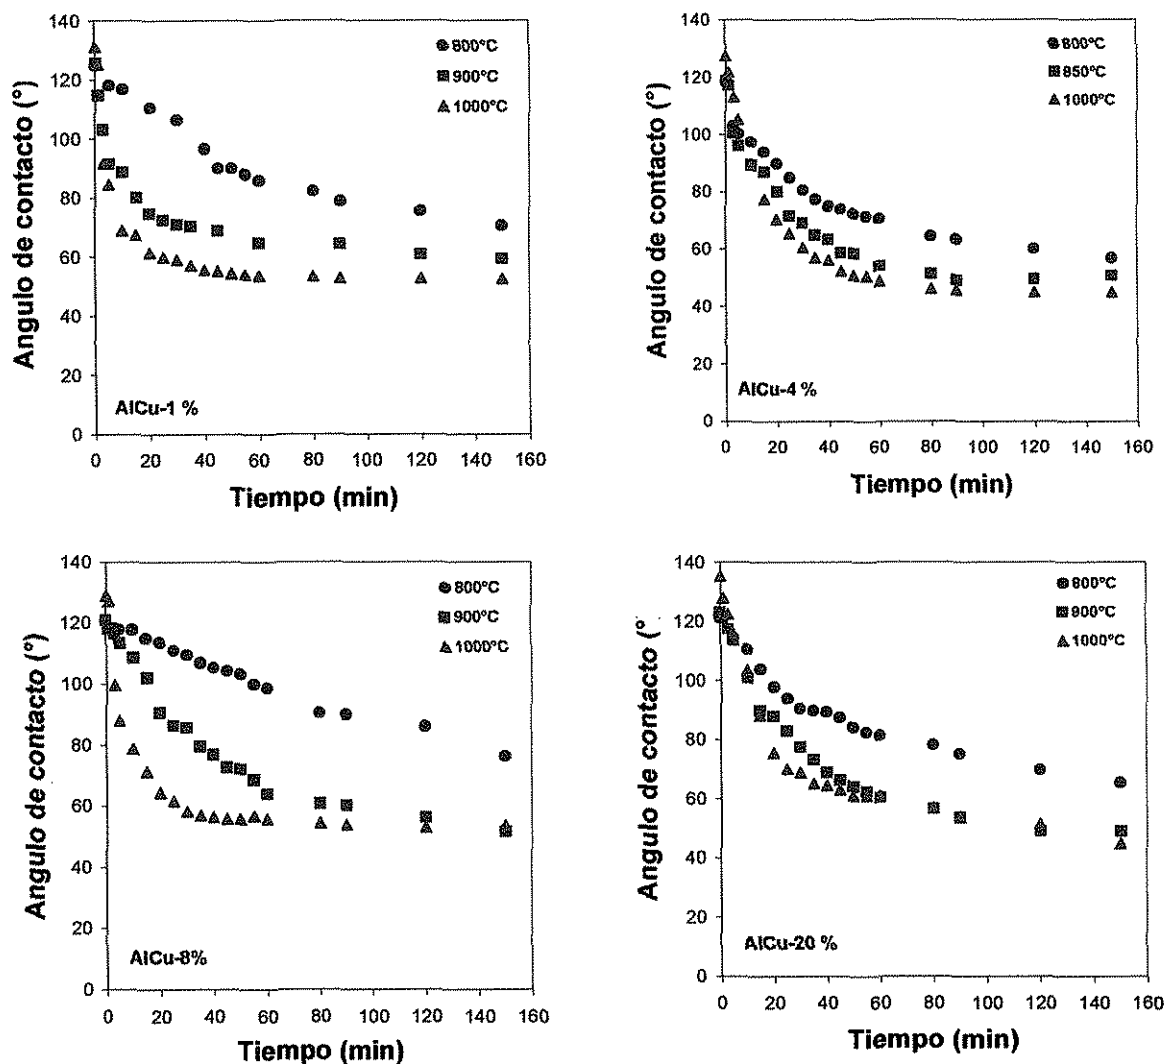 140
120
100
80
60
40
20
0
Angulo de contacto (°)
800°C
900°C
1000°C
AlCu-1 %
0 20 40 60 80 100 120 140 160
Tiempo (min)
140
120
100
80
60
40
20
0
Angulo de contacto (°)
800°C
850°C
1000°C
AlCu-4 %
0 20 40 60 80 100 120 140 160
Tiempo (min)
140
120
100
80
60
40
20
0
Angulo de contacto (°)
800°C
900°C
1000°C
AlCu-8%
0 20 40 60 80 100 120 140 160
Tiempo (min)
140
120
100
80
60
40
20
0
Angulo de contacto (°
800°C
900°C
1000°C
AlCu-20 %
0 20 40 60 80 100 120 140 160
Tiempo (min)